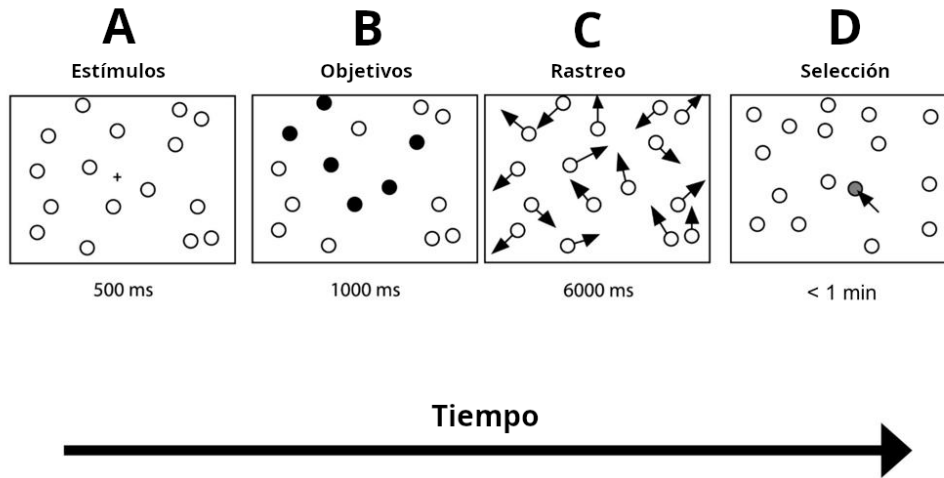 A B C D
Estímulos Objetivos Rastreo Selección
500 ms 1000 ms 6000 ms < 1 min
Tiempo